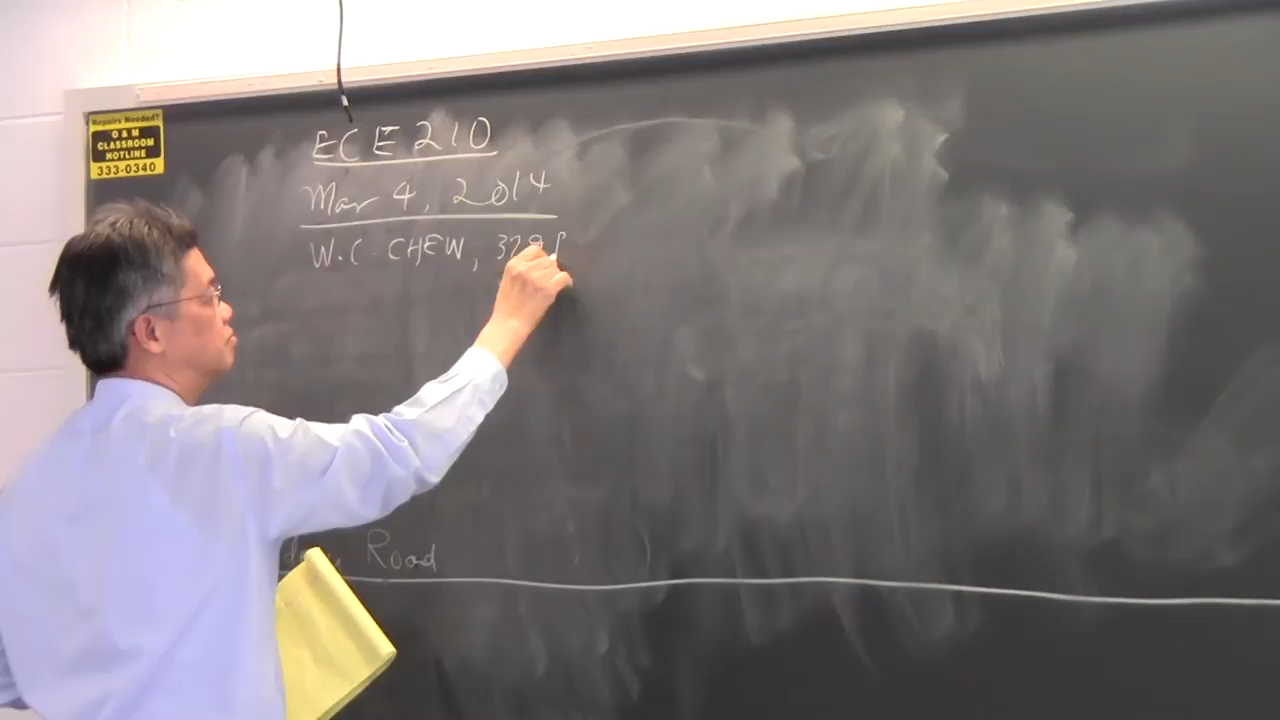 Repairs Needed?
O & M
CLASSROOM
HOTLINE
333-0340
ECE 210
Mar 4, 2014
W.C. CHEW,
Road